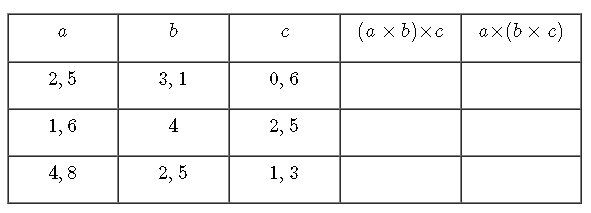 a b c (a × b)×c a×(b × c)
2, 5 3, 1 0, 6
1, 6 4 2, 5
4, 8 2, 5 1, 3